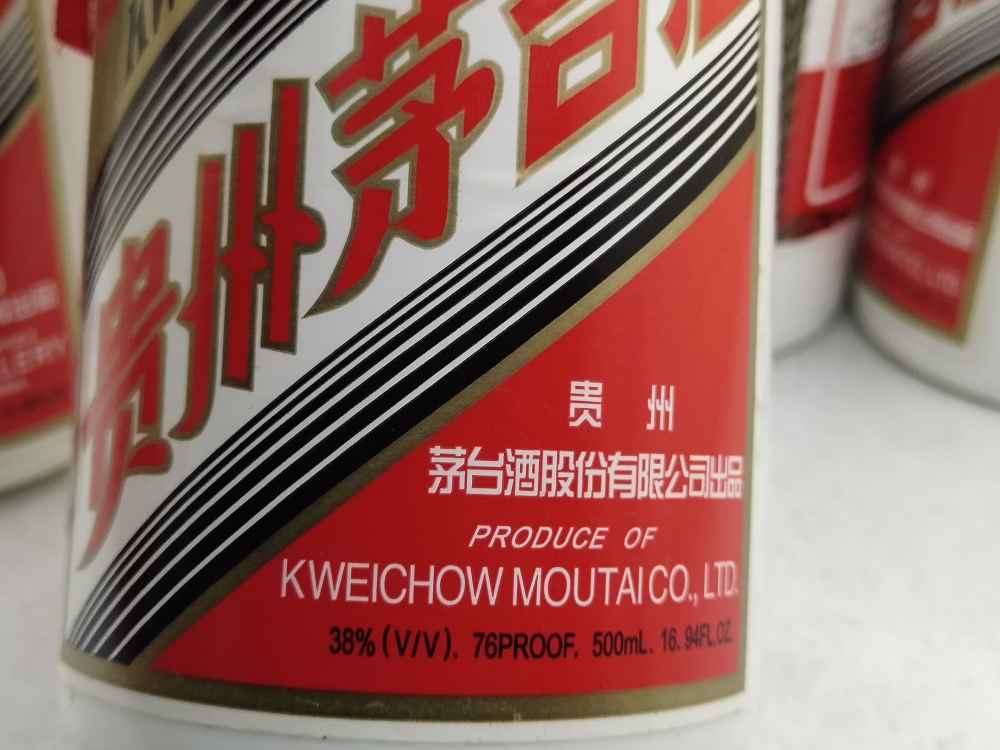 贵州茅台
贵 州
茅台酒股份有限公司出品
PRODUCE OF
KWEICHOW MOUTAI CO., LTD.
38% (V/V). 76PROOF. 500mL. 16.94FL.OZ.